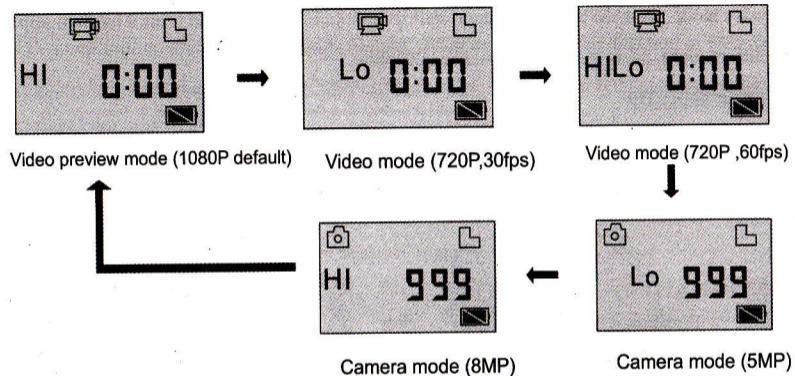 HI 0:00
Lo 0:00
HILo 0:00
Video preview mode (1080P default)
Video mode (720P,30fps)
Video mode (720P ,60fps)
HI 999
Lo 999
Camera mode (8MP)
Camera mode (5MP)